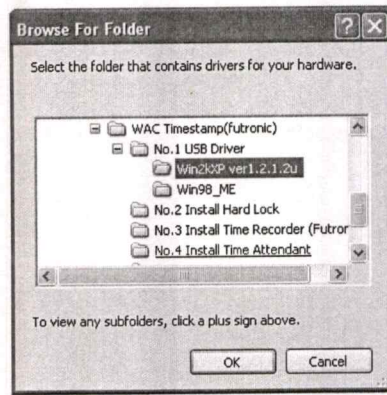 Browse For Folder
Select the folder that contains drivers for your hardware.
WAC Timestamp(futronic)
No.1 USB Driver
Win2kXP ver1.2.1.2u
Win98_ME
No.2 Install Hard Lock
No.3 Install Time Recorder (Futror
No.4 Install Time Attendant
To view any subfolders, click a plus sign above.
OK
Cancel